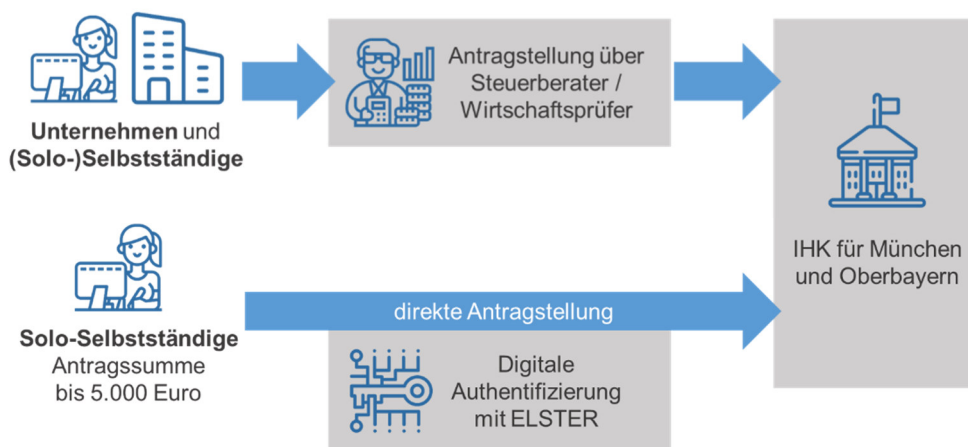 Unternehmen und
(Solo-)Selbstständige
Antragstellung über
Steuerberater /
Wirtschaftsprüfer
IHK für München
und Oberbayern
Solo-Selbstständige
Antragssumme
bis 5.000 Euro
direkte Antragstellung
Digitale
Authentifizierung
mit ELSTER